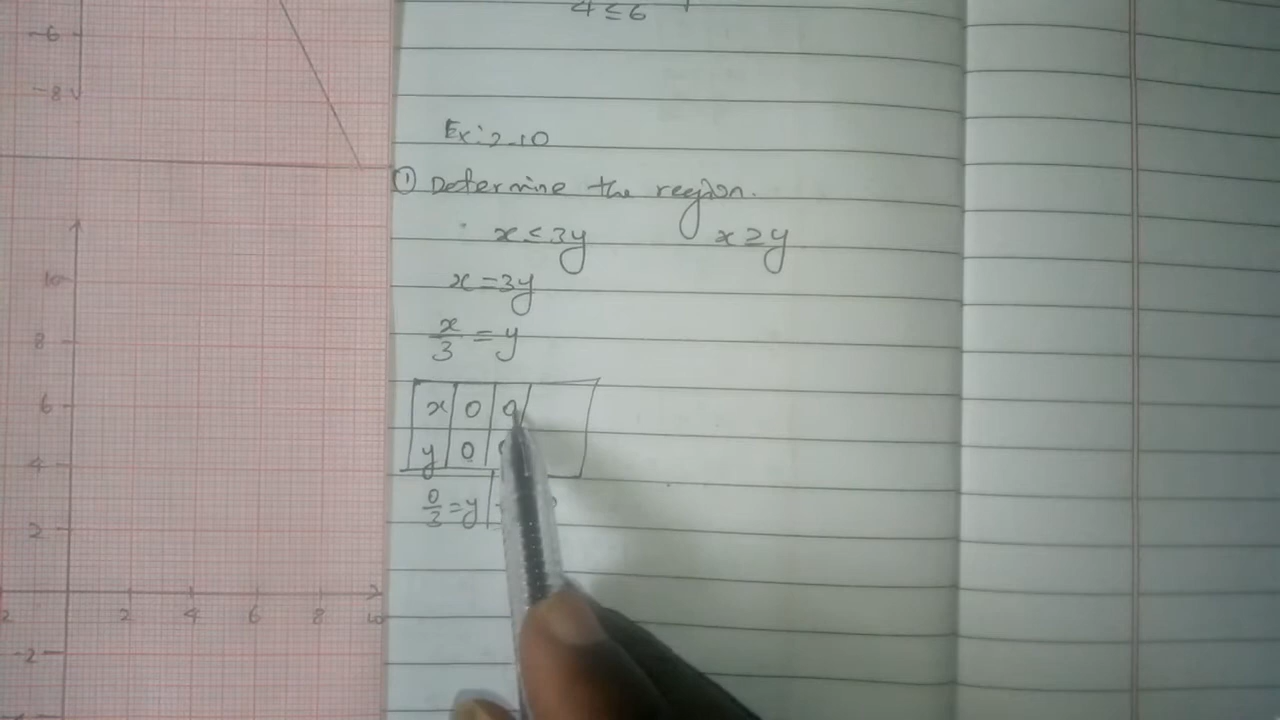 4 ≤ 6
-6
-8
Ex: 2.10
① Determine the region.
x ≤ 3y x ≥ y
x = 3y
x/3 = y
x 0 0
y 0
0/3 = y
10
8
6
4
2
2 2 4 6 8 10
-2